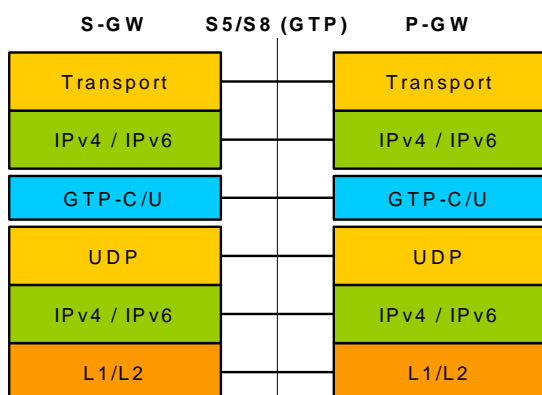 S-GW S5/S8 (GTP) P-GW
Transport Transport
IPv4 / IPv6 IPv4 / IPv6
GTP-C/U GTP-C/U
UDP UDP
IPv4 / IPv6 IPv4 / IPv6
L1/L2 L1/L2